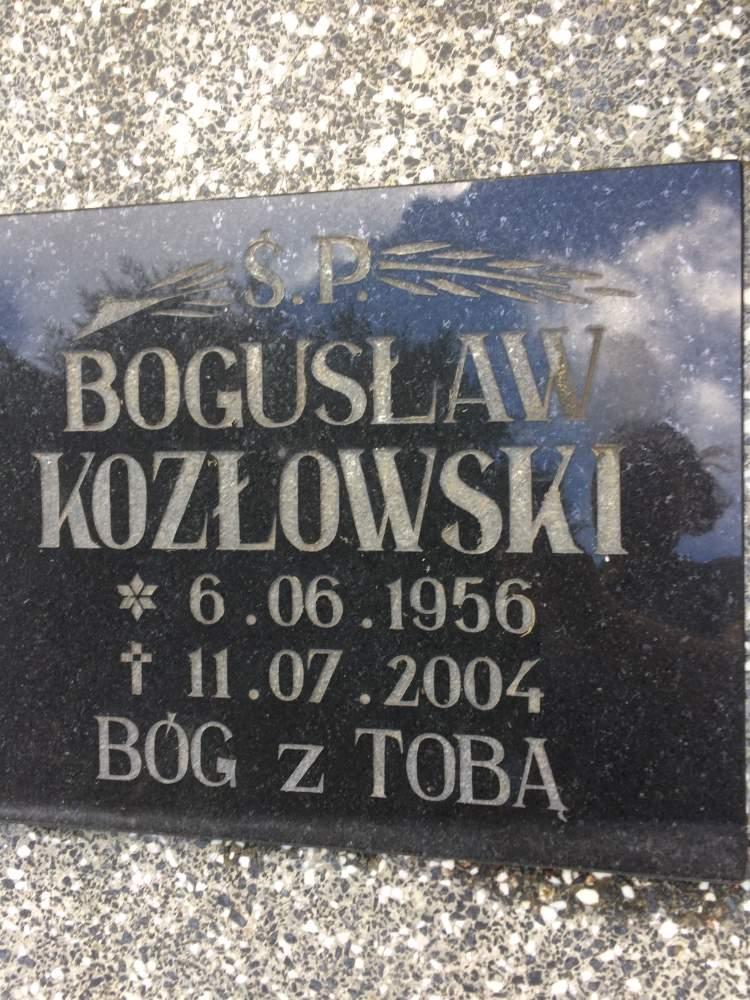 Ś.P.
BOGUSŁAW
KOZŁOWSKI
* 6.06.1956
† 11.07.2004
BÓG z TOBĄ